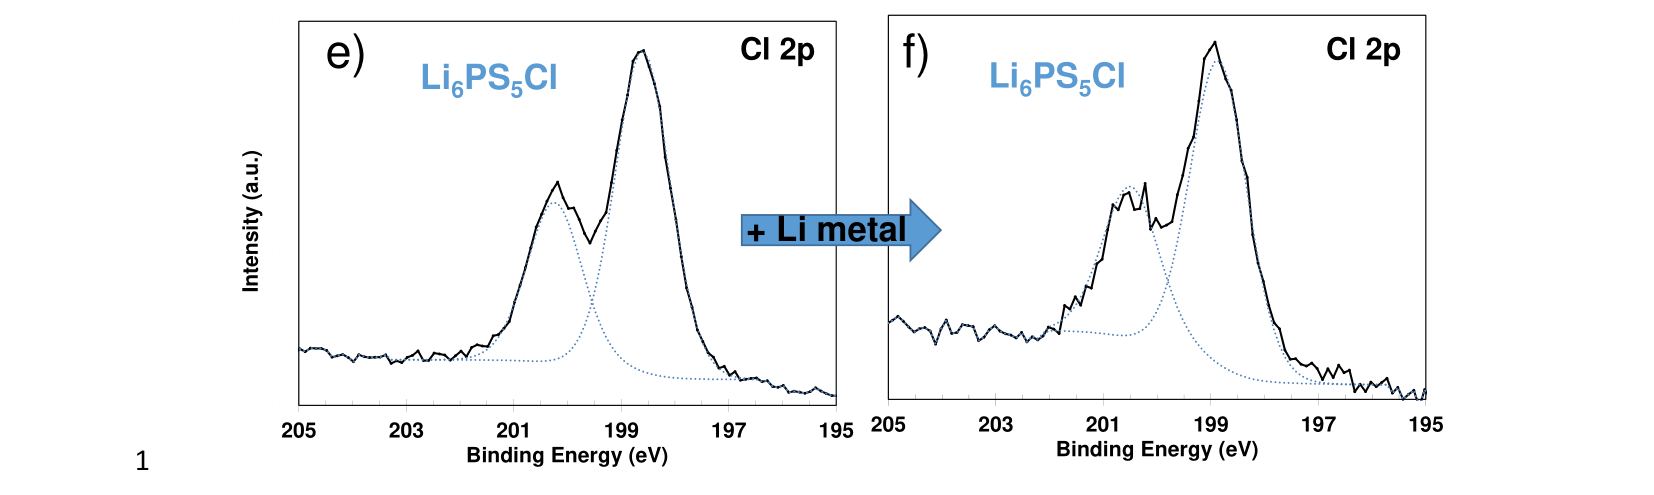 e)
Cl 2p
Li6PS5Cl
Intensity (a.u.)
205 203 201 199 197 195
Binding Energy (eV)
+ Li metal
f)
Cl 2p
Li6PS5Cl
205 203 201 199 197 195
Binding Energy (eV)
1